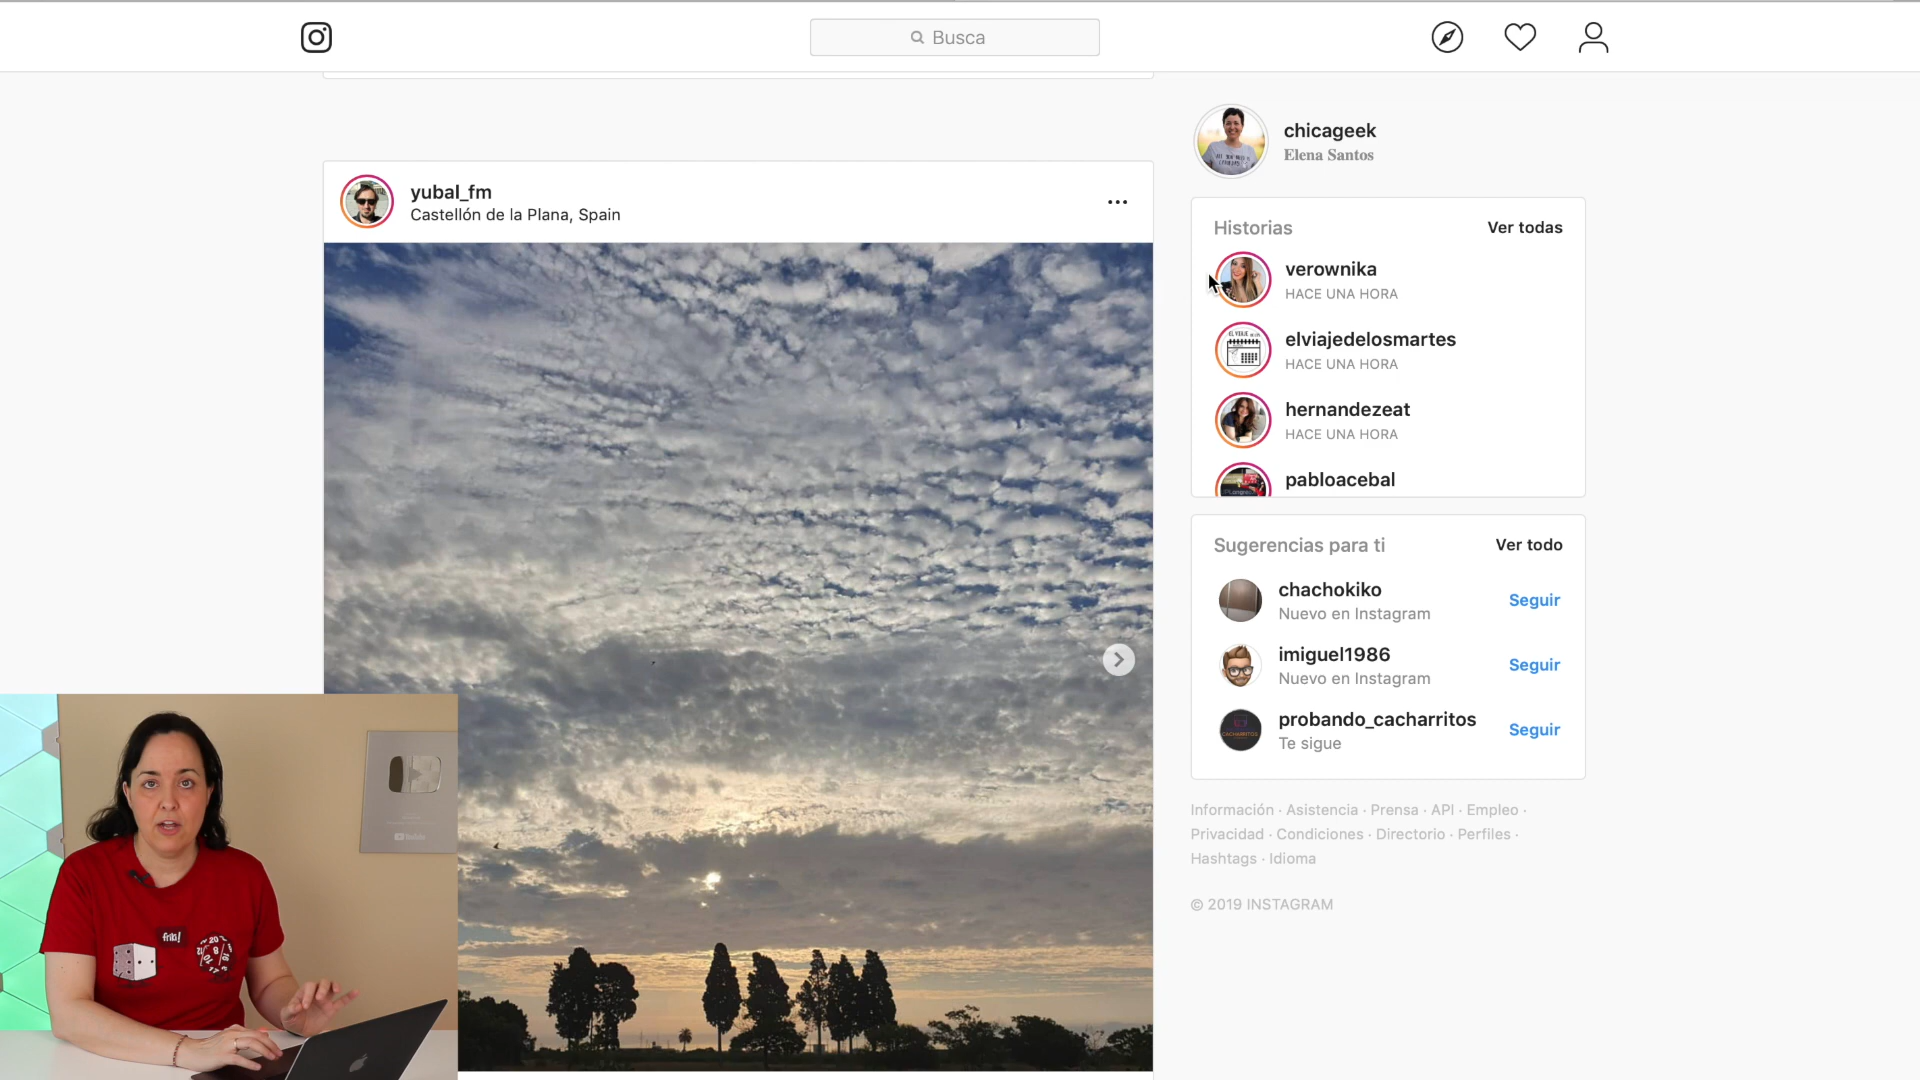 Busca
yubal_fm
Castellón de la Plana, Spain
chicageek
Elena Santos
Historias
Ver todas
verownika
HACE UNA HORA
elviajedelosmartes
HACE UNA HORA
hernandezeat
HACE UNA HORA
pabloacebal
Sugerencias para ti
Ver todo
chachokiko
Nuevo en Instagram
Seguir
imiguel1986
Nuevo en Instagram
Seguir
probando_cacharritos
Te sigue
Seguir
Información · Asistencia · Prensa · API · Empleo ·
Privacidad · Condiciones · Directorio · Perfiles ·
Hashtags · Idioma
© 2019 INSTAGRAM
friki!